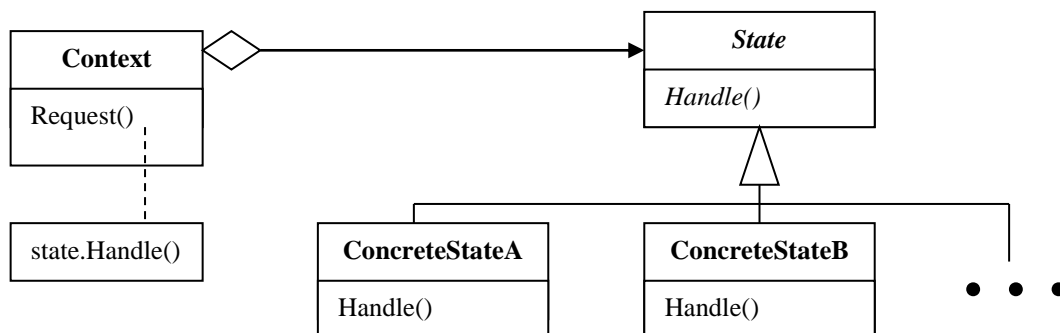 Context
Request()
state.Handle()
State
Handle()
ConcreteStateA
Handle()
ConcreteStateB
Handle()